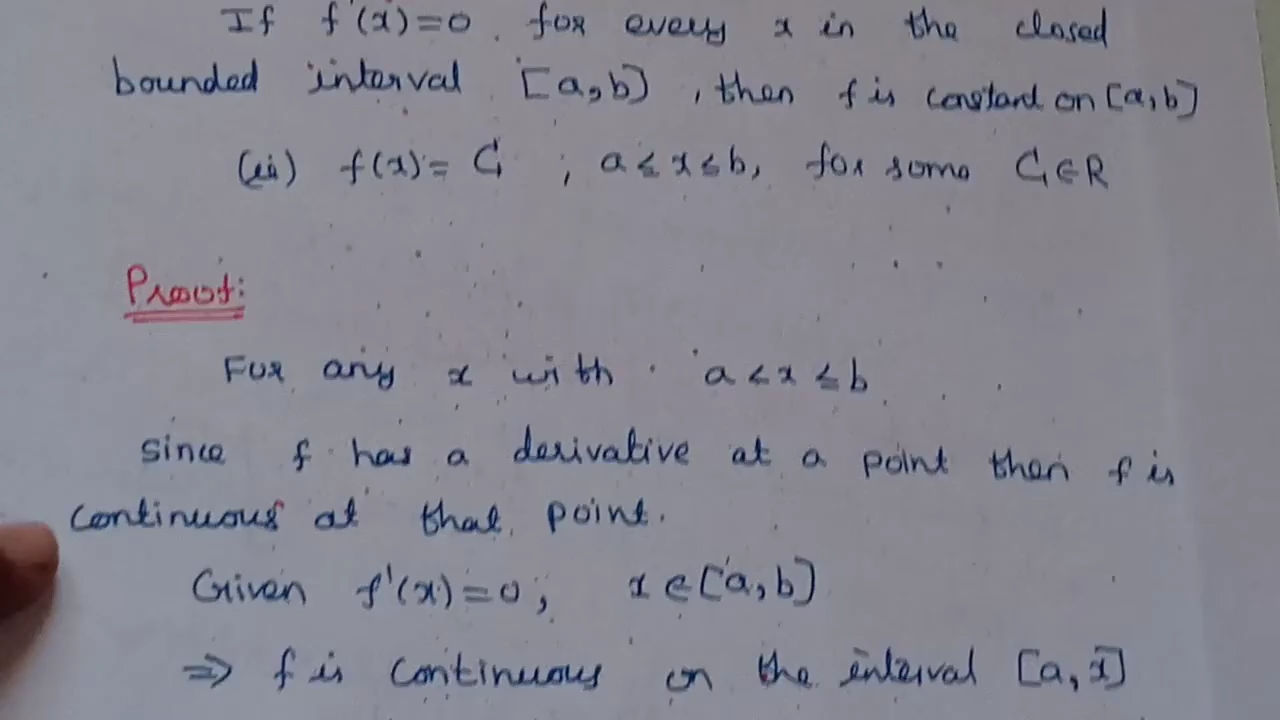 If f'(x)=0 for every x in the closed
bounded interval [a,b], then f is constant on [a,b]
(ii) f(x)= C ; a≤x≤b, for some C∈R
Proof:
For any x with a<x≤b
since f has a derivative at a point then f is
continuous at that point.
Given f'(x)=0; x∈[a,b]
⇒ f is continuous on the interval [a,x]